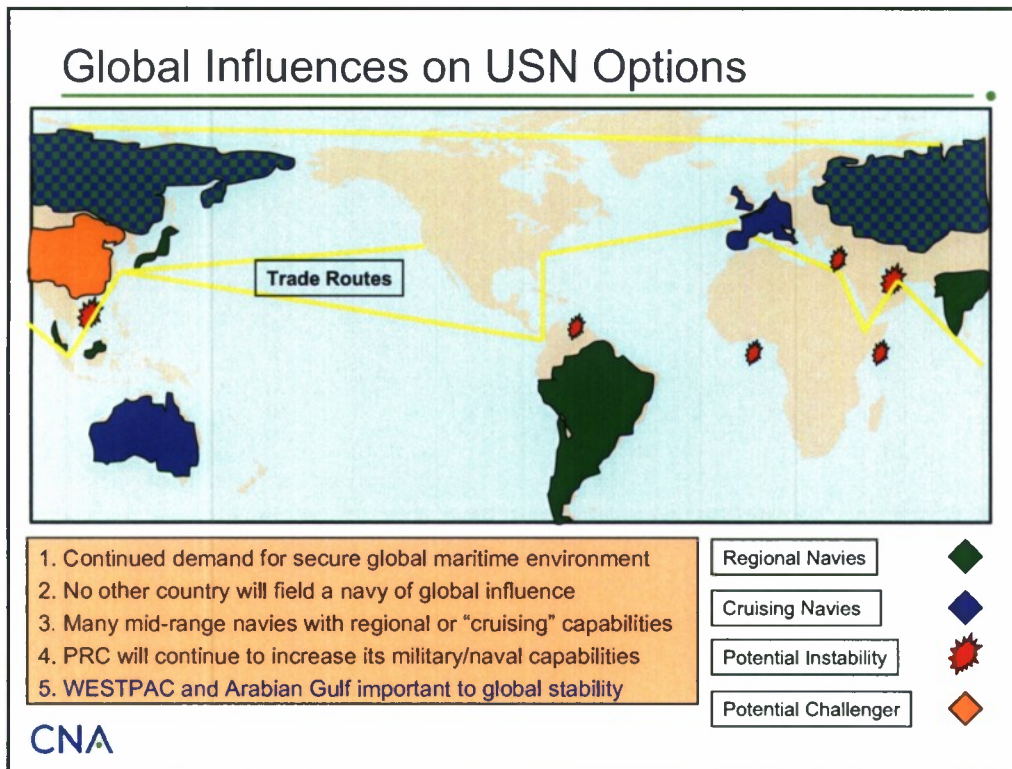 Global Influences on USN Options
Trade Routes
1. Continued demand for secure global maritime environment
2. No other country will field a navy of global influence
3. Many mid-range navies with regional or “cruising” capabilities
4. PRC will continue to increase its military/naval capabilities
5. WESTPAC and Arabian Gulf important to global stability
Regional Navies
Cruising Navies
Potential Instability
Potential Challenger
CNA